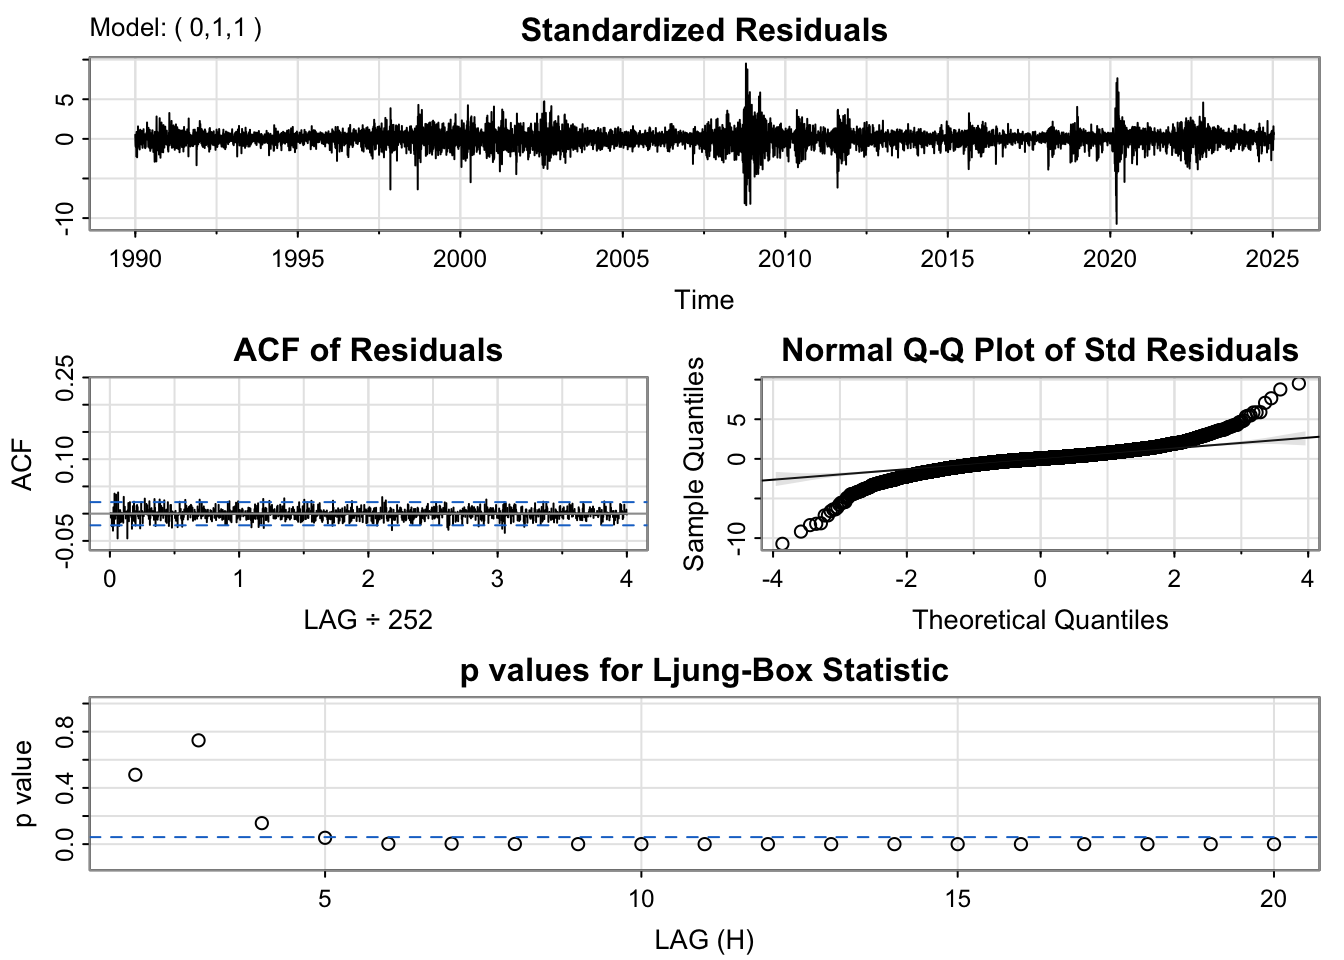 Model: ( 0,1,1 )
Standardized Residuals
5
0
-10
1990 1995 2000 2005 2010 2015 2020 2025
Time
ACF of Residuals
ACF
0.25
0.10
-0.05
0 1 2 3 4
LAG ÷ 252
Normal Q-Q Plot of Std Residuals
Sample Quantiles
5
0
-10
-4 -2 0 2 4
Theoretical Quantiles
p values for Ljung-Box Statistic
p value
0.8
0.4
0.0
5 10 15 20
LAG (H)